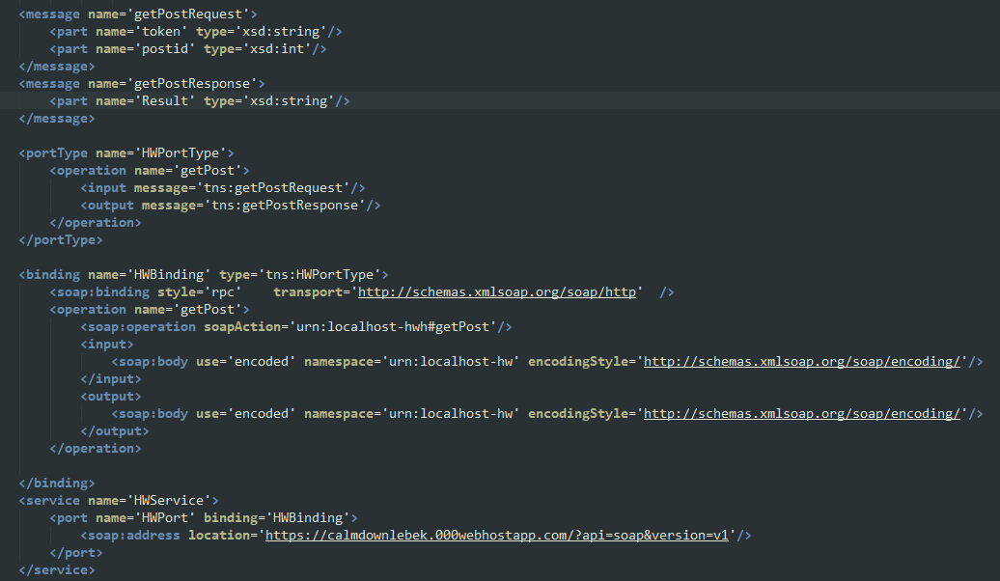 <message name='getPostRequest'>
<part name='token' type='xsd:string'/>
<part name='postid' type='xsd:int'/>
</message>
<message name='getPostResponse'>
<part name='Result' type='xsd:string'/>
</message>
<portType name='HWPortType'>
<operation name='getPost'>
<input message='tns:getPostRequest'/>
<output message='tns:getPostResponse'/>
</operation>
</portType>
<binding name='HWBinding' type='tns:HWPortType'>
<soap:binding style='rpc'    transport='http://schemas.xmlsoap.org/soap/http'  />
<operation name='getPost'>
<soap:operation soapAction='urn:localhost-hwh#getPost'/>
<input>
<soap:body use='encoded' namespace='urn:localhost-hw' encodingStyle='http://schemas.xmlsoap.org/soap/encoding/'/>
</input>
<output>
<soap:body use='encoded' namespace='urn:localhost-hw' encodingStyle='http://schemas.xmlsoap.org/soap/encoding/'/>
</output>
</operation>
</binding>
<service name='HWService'>
<port name='HWPort' binding='HWBinding'>
<soap:address location='https://calmdownlebek.000webhostapp.com/?api=soap&version=v1'/>
</port>
</service>